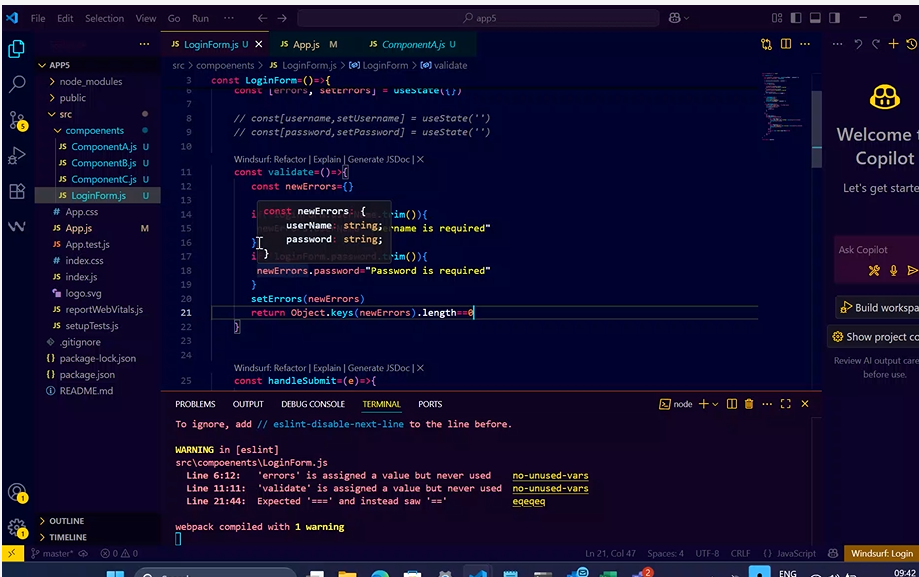 File Edit Selection View Go Run ··· ← → app5
··· LoginForm.js U × App.js M ComponentA.js U ··· ···
APP5
node_modules
public
src
compoenents
ComponentA.js U
ComponentB.js U
ComponentC.js U
LoginForm.js U
App.css
App.js M
App.test.js
index.css
index.js
logo.svg
reportWebVitals.js
setupTests.js
.gitignore
package-lock.json
package.json
README.md
OUTLINE
TIMELINE
src > compoenents > JS LoginForm.js > LoginForm > validate
3 const LoginForm=()=>{
6 const [errors, setErrors] = useState({})
7
8 // const[username,setUsername] = useState('')
9 // const[password,setPassword] = useState('')
10
Windsurf: Refactor | Explain | Generate JSDoc | ×
11 const validate=()=>{
12 const newErrors={}
13
const newErrors: {
userName: string;
password: string;
}
14 .trim()){
15 is required"
16 }
17 loginForm.password.trim()){
18 newErrors.password="Password is required"
19 }
20 setErrors(newErrors)
21 return Object.keys(newErrors).length==0
22 }
23
24
Windsurf: Refactor | Explain | Generate JSDoc | ×
25 const handleSubmit=(e)=>{
PROBLEMS OUTPUT DEBUG CONSOLE TERMINAL PORTS node
To ignore, add // eslint-disable-next-line to the line before.
WARNING in [eslint]
src\compoenents\LoginForm.js
Line 6:12: 'errors' is assigned a value but never used no-unused-vars
Line 11:11: 'validate' is assigned a value but never used no-unused-vars
Line 21:44: Expected '===' and instead saw '==' eqeqeq
webpack compiled with 1 warning
Welcome
Copilot
Let's get starte
Ask Copilot
Build workspa
Show project co
Review AI output care
before use.
master* 0 0 Ln 21, Col 47 Spaces: 4 UTF-8 CRLF {} JavaScript Windsurf: Login
2 ENG 09:42